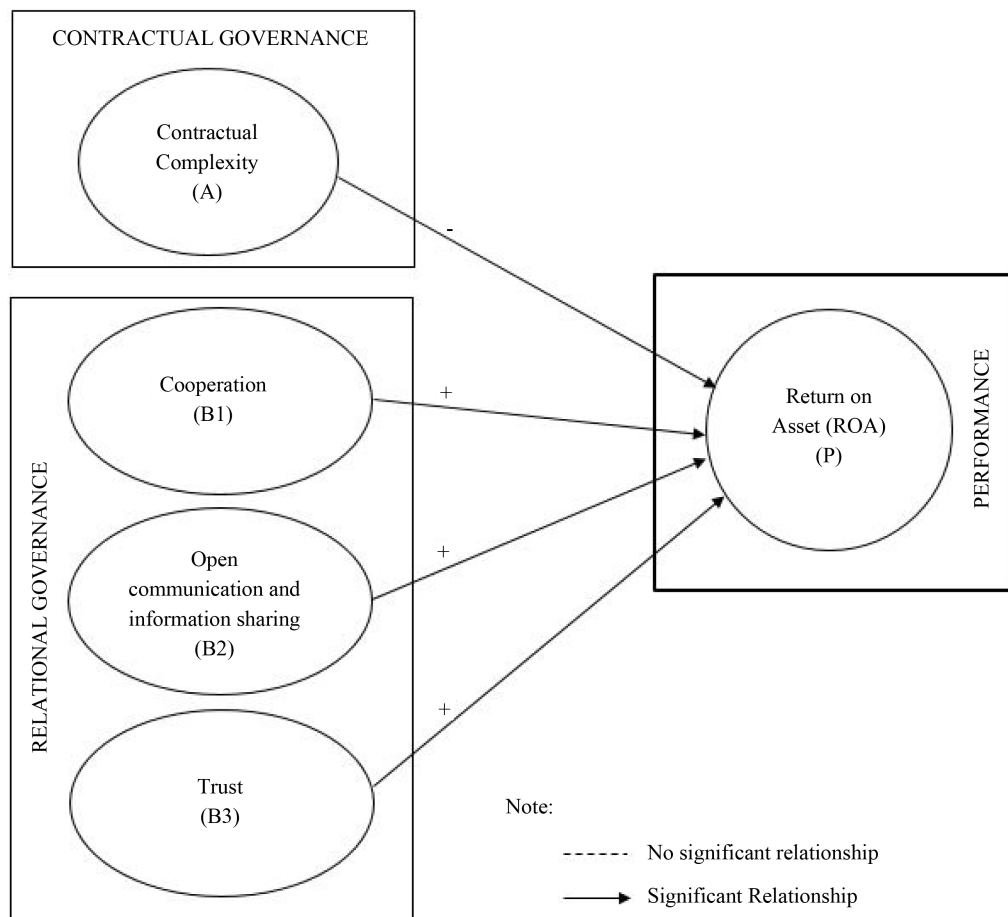 CONTRACTUAL GOVERNANCE
Contractual
Complexity
(A)
-
RELATIONAL GOVERNANCE
Cooperation
(B1)
+
Open
communication and
information sharing
(B2)
+
Trust
(B3)
+
Return on
Asset (ROA)
(P)
PERFORMANCE
Note:
No significant relationship
Significant Relationship